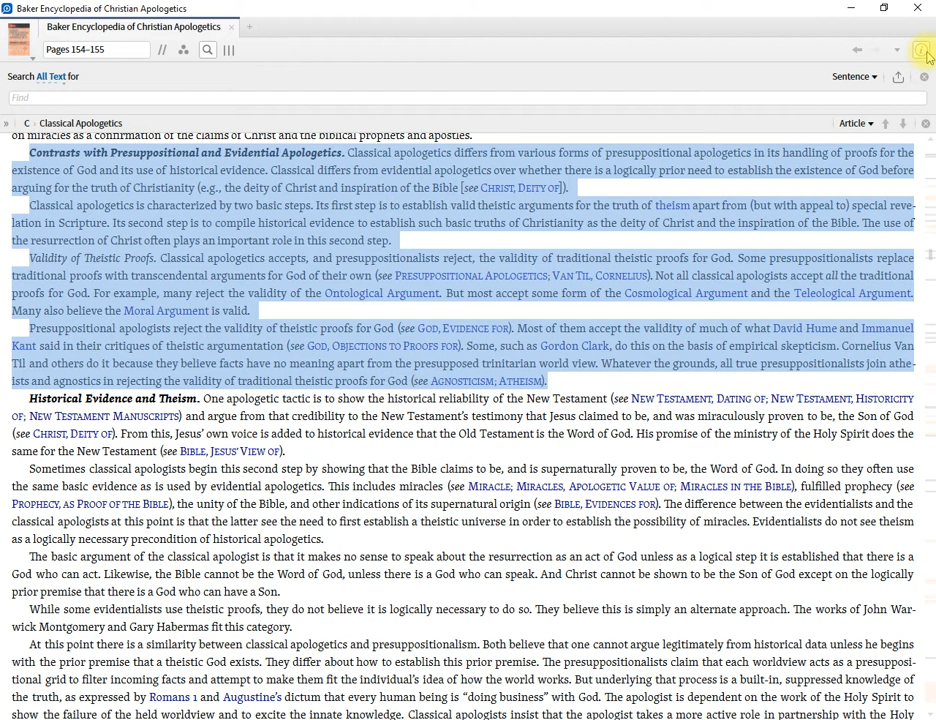 Baker Encyclopedia of Christian Apologetics
Baker Encyclopedia of Christian Apologetics
Pages 154–155
Search All Text for
Sentence
Find
» C › Classical Apologetics
Article
on miracles as a confirmation of the claims of Christ and the biblical prophets and apostles.
Contrasts with Presuppositional and Evidential Apologetics. Classical apologetics differs from various forms of presuppositional apologetics in its handling of proofs for the
existence of God and its use of historical evidence. Classical differs from evidential apologetics over whether there is a logically prior need to establish the existence of God before
arguing for the truth of Christianity (e.g., the deity of Christ and inspiration of the Bible [see CHRIST, DEITY OF]).
Classical apologetics is characterized by two basic steps. Its first step is to establish valid theistic arguments for the truth of theism apart from (but with appeal to) special reve-
lation in Scripture. Its second step is to compile historical evidence to establish such basic truths of Christianity as the deity of Christ and the inspiration of the Bible. The use of
the resurrection of Christ often plays an important role in this second step.
Validity of Theistic Proofs. Classical apologetics accepts, and presuppositionalists reject, the validity of traditional theistic proofs for God. Some presuppositionalists replace
traditional proofs with transcendental arguments for God of their own (see PRESUPPOSITIONAL APOLOGETICS; VAN TIL, CORNELIUS). Not all classical apologists accept all the traditional
proofs for God. For example, many reject the validity of the Ontological Argument. But most accept some form of the Cosmological Argument and the Teleological Argument.
Many also believe the Moral Argument is valid.
Presuppositional apologists reject the validity of theistic proofs for God (see GOD, EVIDENCE FOR). Most of them accept the validity of much of what David Hume and Immanuel
Kant said in their critiques of theistic argumentation (see GOD, OBJECTIONS TO PROOFS FOR). Some, such as Gordon Clark, do this on the basis of empirical skepticism. Cornelius Van
Til and others do it because they believe facts have no meaning apart from the presupposed trinitarian world view. Whatever the grounds, all true presuppositionalists join athe-
ists and agnostics in rejecting the validity of traditional theistic proofs for God (see AGNOSTICISM; ATHEISM).
Historical Evidence and Theism. One apologetic tactic is to show the historical reliability of the New Testament (see NEW TESTAMENT, DATING OF; NEW TESTAMENT, HISTORICITY
OF; NEW TESTAMENT MANUSCRIPTS) and argue from that credibility to the New Testament's testimony that Jesus claimed to be, and was miraculously proven to be, the Son of God
(see CHRIST, DEITY OF). From this, Jesus' own voice is added to historical evidence that the Old Testament is the Word of God. His promise of the ministry of the Holy Spirit does the
same for the New Testament (see BIBLE, JESUS' VIEW OF).
Sometimes classical apologists begin this second step by showing that the Bible claims to be, and is supernaturally proven to be, the Word of God. In doing so they often use
the same basic evidence as is used by evidential apologetics. This includes miracles (see MIRACLE; MIRACLES, APOLOGETIC VALUE OF; MIRACLES IN THE BIBLE), fulfilled prophecy (see
PROPHECY, AS PROOF OF THE BIBLE), the unity of the Bible, and other indications of its supernatural origin (see BIBLE, EVIDENCES FOR). The difference between the evidentialists and the
classical apologists at this point is that the latter see the need to first establish a theistic universe in order to establish the possibility of miracles. Evidentialists do not see theism
as a logically necessary precondition of historical apologetics.
The basic argument of the classical apologist is that it makes no sense to speak about the resurrection as an act of God unless as a logical step it is established that there is a
God who can act. Likewise, the Bible cannot be the Word of God, unless there is a God who can speak. And Christ cannot be shown to be the Son of God except on the logically
prior premise that there is a God who can have a Son.
While some evidentialists use theistic proofs, they do not believe it is logically necessary to do so. They believe this is simply an alternate approach. The works of John War-
wick Montgomery and Gary Habermas fit this category.
At this point there is a similarity between classical apologetics and presuppositionalism. Both believe that one cannot argue legitimately from historical data unless he begins
with the prior premise that a theistic God exists. They differ about how to establish this prior premise. The presuppositionalists claim that each worldview acts as a presupposi-
tional grid to filter incoming facts and attempt to make them fit the individual's idea of how the world works. But underlying that process is a built-in, suppressed knowledge of
the truth, as expressed by Romans 1 and Augustine's dictum that every human being is "doing business" with God. The apologist is dependent on the work of the Holy Spirit to
show the failure of the held worldview and to excite the innate knowledge. Classical apologists insist that the apologist takes a more active role in partnership with the Holy